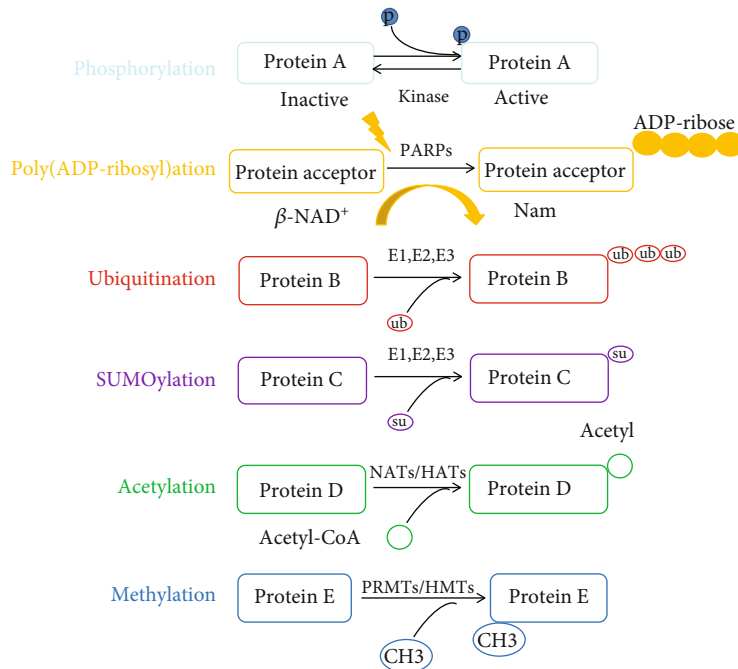 p
p
Phosphorylation
Protein A
Protein A
Inactive
Kinase
Active
ADP-ribose
Poly(ADP-ribosyl)ation
Protein acceptor
PARPs
Protein acceptor
β-NAD⁺
Nam
Ubiquitination
Protein B
E1,E2,E3
Protein B
ub ub ub
ub
SUMOylation
Protein C
E1,E2,E3
Protein C
su
su
Acetyl
Acetylation
Protein D
NATs/HATs
Protein D
Acetyl-CoA
Methylation
Protein E
PRMTs/HMTs
Protein E
CH3
CH3